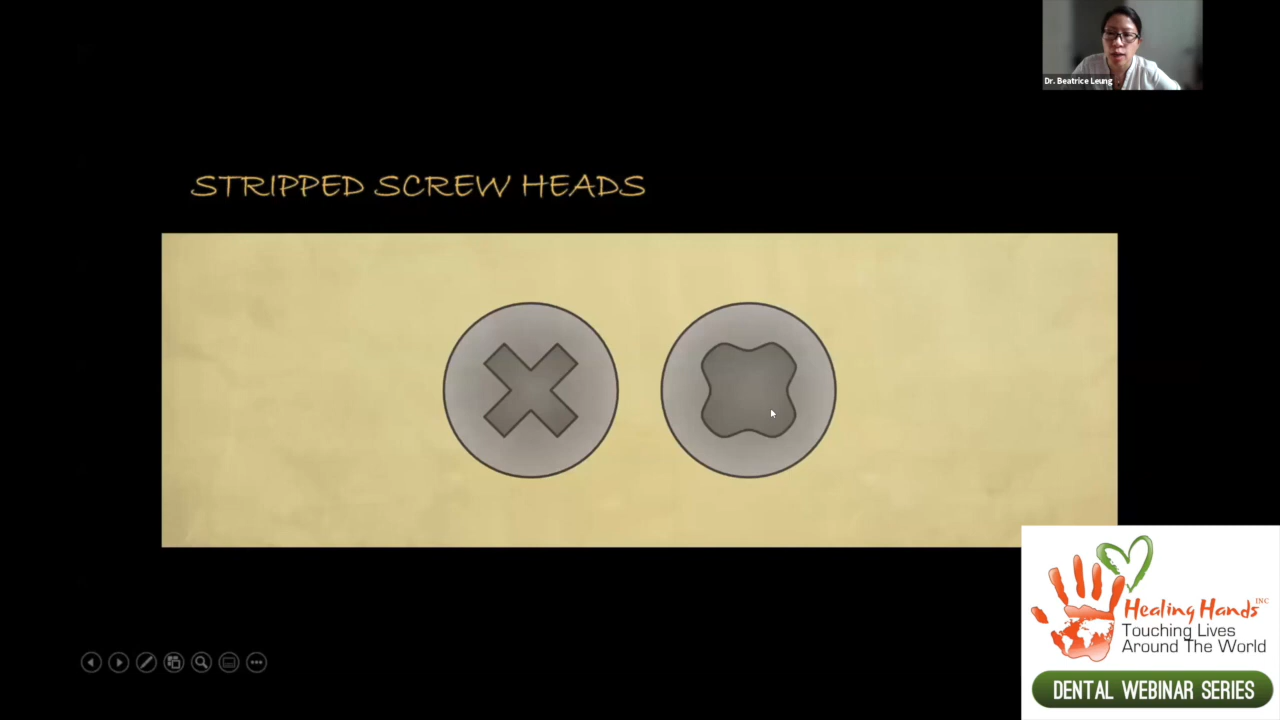 Dr. Beatrice Leung
STRIPPED SCREW HEADS
Healing Hands INC
Touching Lives
Around The World
DENTAL WEBINAR SERIES